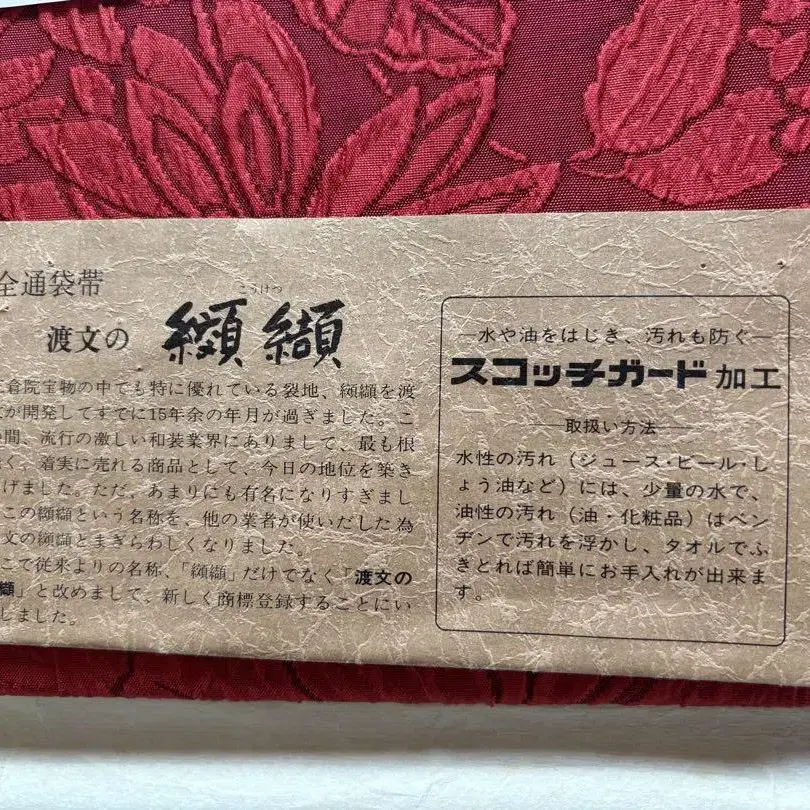 全通袋帯
こうけつ
渡文の 纐纈
倉院宝物の中でも特に優れている裂地、纐纈を渡
が開発してすでに15年余の年月が過ぎました。こ
間、流行の激しい和装業界にありまして、最も根
く、着実に売れる商品として、今日の地位を築き
げました。ただ、あまりにも有名になりすぎまし
この纐纈という名称を、他の業者が使いだした為
文の纐纈とまぎらわしくなりました。
こで従来よりの名称、「纐纈」だけでなく「渡文の
纈」と改めまして、新しく商標登録することにい
しました。
―水や油をはじき、汚れも防ぐ―
スコッチガード加工
―取扱い方法―
水性の汚れ(ジュース・ビール・し
ょう油など)には、少量の水で、
油性の汚れ(油・化粧品)はベン
ヂンで汚れを浮かし、タオルでふ
きとれば簡単にお手入れが出来ま
す。